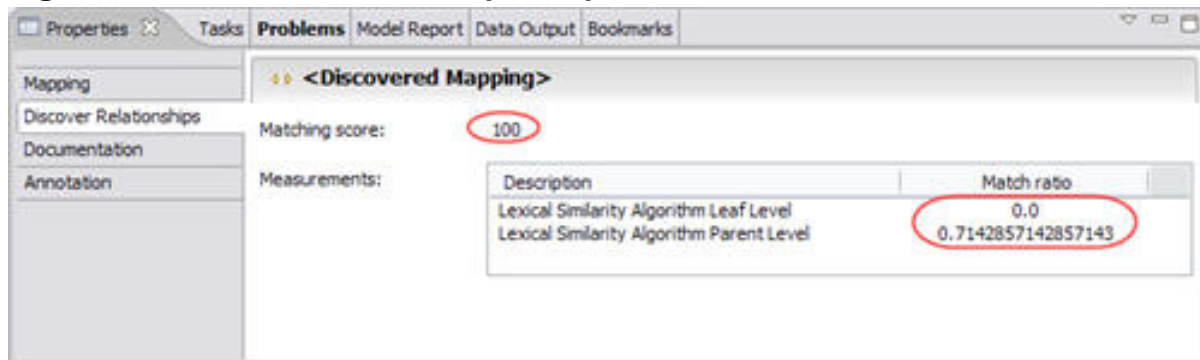 Properties Tasks Problems Model Report Data Output Bookmarks
Mapping
Discover Relationships
Documentation
Annotation
<Discovered Mapping>
Matching score: 100
Measurements:
Description Match ratio
Lexical Similarity Algorithm Leaf Level 0.0
Lexical Similarity Algorithm Parent Level 0.7142857142857143